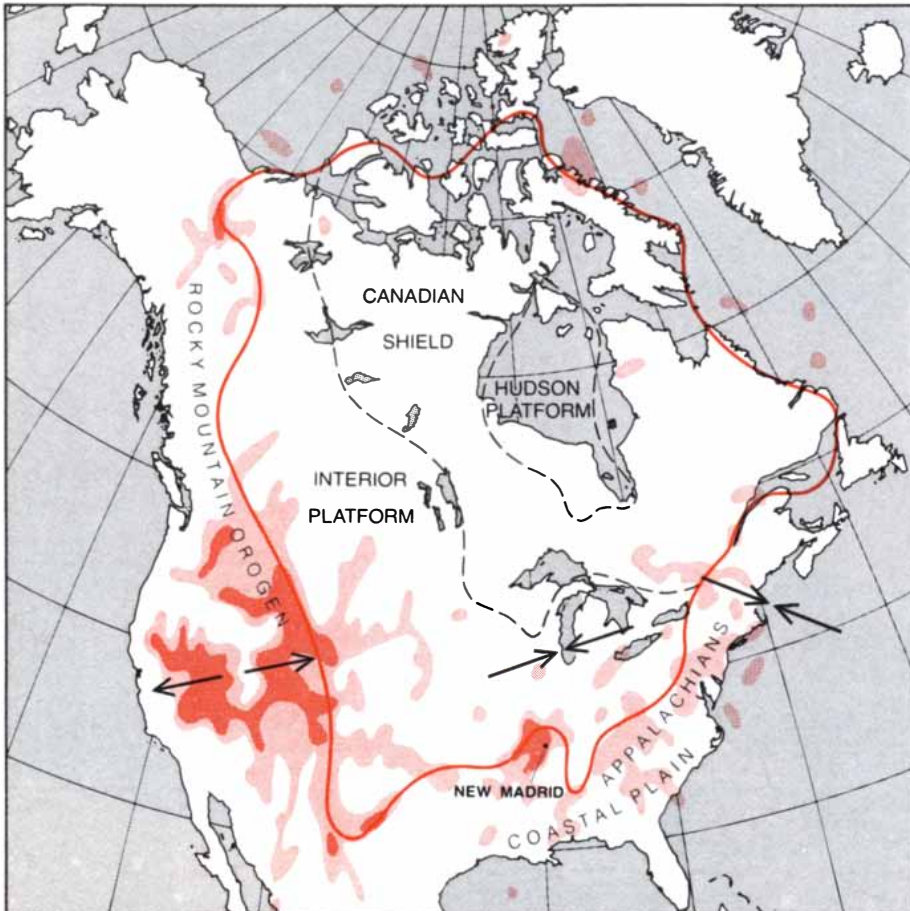 CANADIAN
SHIELD
HUDSON
PLATFORM
ROCKY MOUNTAIN OROGEN
INTERIOR
PLATFORM
APPALACHIANS
NEW MADRID
COASTAL PLAIN